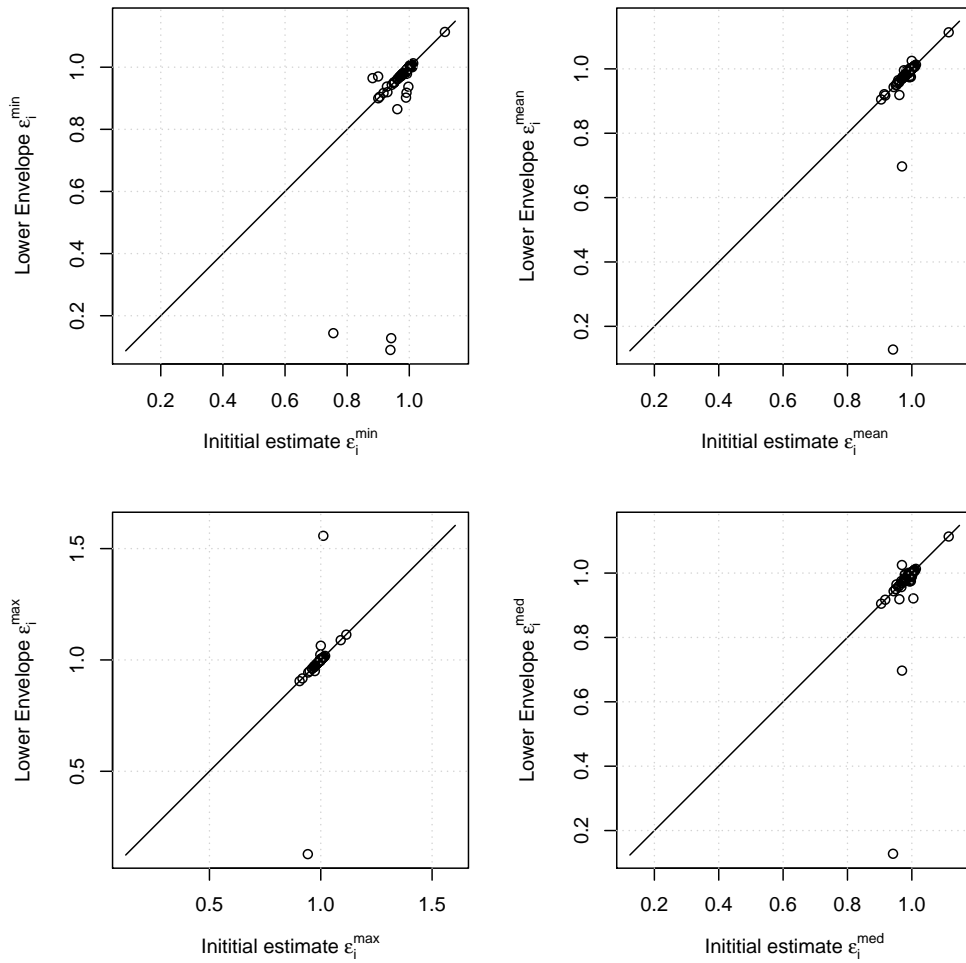 Lower Envelope εᵢᵐⁱⁿ
1.0
0.8
0.6
0.4
0.2
0.2 0.4 0.6 0.8 1.0
Inititial estimate εᵢᵐⁱⁿ
Lower Envelope εᵢᵐᵉᵃⁿ
1.0
0.8
0.6
0.4
0.2
0.2 0.4 0.6 0.8 1.0
Inititial estimate εᵢᵐᵉᵃⁿ
Lower Envelope εᵢᵐᵃˣ
1.5
1.0
0.5
0.5 1.0 1.5
Inititial estimate εᵢᵐᵃˣ
Lower Envelope εᵢᵐᵉᵈ
1.0
0.8
0.6
0.4
0.2
0.2 0.4 0.6 0.8 1.0
Inititial estimate εᵢᵐᵉᵈ